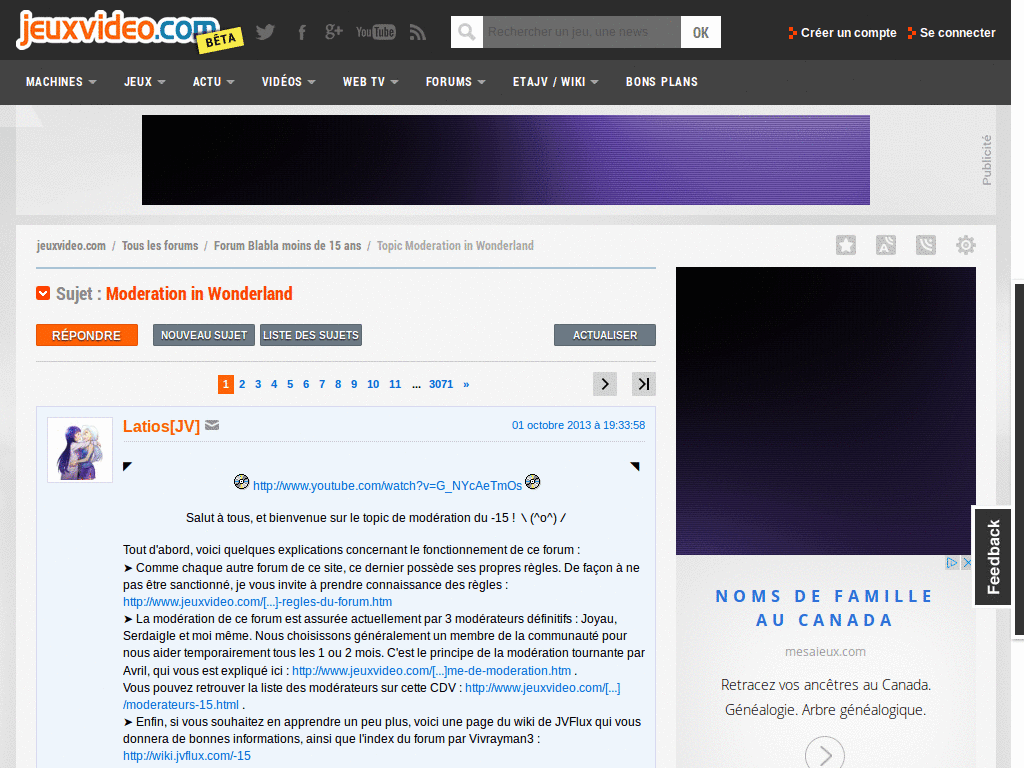 jeuxvideo.com BÊTA
You Tube
Rechercher un jeu, une news
OK
Créer un compte
Se connecter
MACHINES
JEUX
ACTU
VIDÉOS
WEB TV
FORUMS
ETAJV / WIKI
BONS PLANS
Publicité
jeuxvideo.com / Tous les forums / Forum Blabla moins de 15 ans / Topic Moderation in Wonderland
Sujet : Moderation in Wonderland
RÉPONDRE
NOUVEAU SUJET
LISTE DES SUJETS
ACTUALISER
1 2 3 4 5 6 7 8 9 10 11 ... 3071 »
Latios[JV]
01 octobre 2013 à 19:33:58
http://www.youtube.com/watch?v=G_NYcAeTmOs
Salut à tous, et bienvenue sur le topic de modération du -15 ! \ (^o^) /
Tout d'abord, voici quelques explications concernant le fonctionnement de ce forum :
➤ Comme chaque autre forum de ce site, ce dernier possède ses propres règles. De façon à ne
pas être sanctionné, je vous invite à prendre connaissance des règles :
http://www.jeuxvideo.com/[...]-regles-du-forum.htm
➤ La modération de ce forum est assurée actuellement par 3 modérateurs définitifs : Joyau,
Serdaigle et moi même. Nous choisissons généralement un membre de la communauté pour
nous aider temporairement tous les 1 ou 2 mois. C'est le principe de la modération tournante par
Avril, qui vous est expliqué ici : http://www.jeuxvideo.com/[...]me-de-moderation.htm .
Vous pouvez retrouver la liste des modérateurs sur cette CDV : http://www.jeuxvideo.com/[...]
/moderateurs-15.html .
➤ Enfin, si vous souhaitez en apprendre un peu plus, voici une page du wiki de JVFlux qui vous
donnera de bonnes informations, ainsi que l'index du forum par Vivrayman3 :
http://wiki.jvflux.com/-15
Feedback
NOMS DE FAMILLE
AU CANADA
mesaieux.com
Retracez vos ancêtres au Canada.
Généalogie. Arbre généalogique.